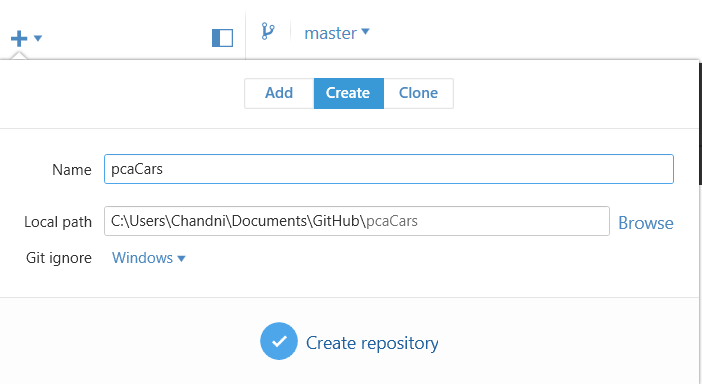 master
Add Create Clone
Name pcaCars
Local path C:\Users\Chandni\Documents\GitHub\pcaCars Browse
Git ignore Windows
Create repository